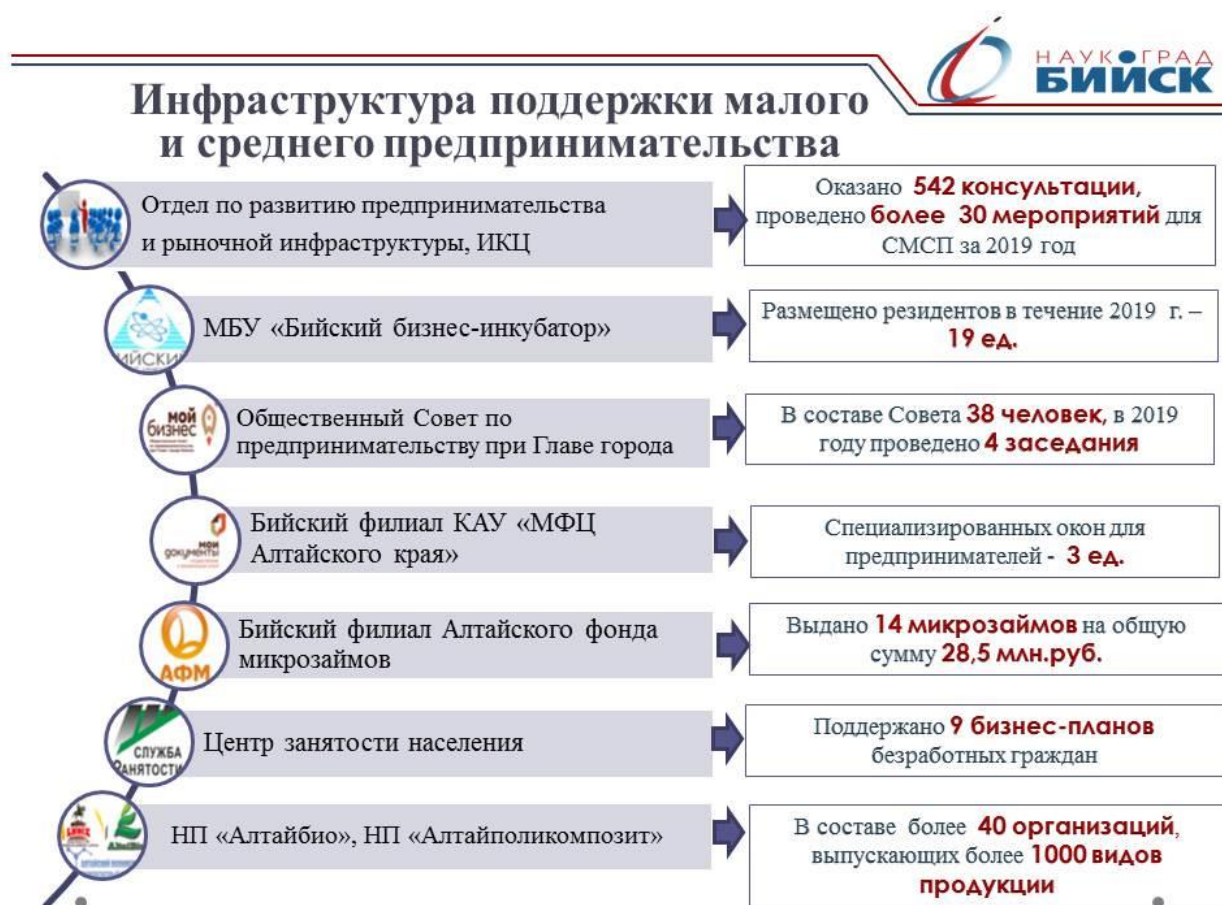 НАУКОГРАД
БИЙСК
Инфраструктура поддержки малого
и среднего предпринимательства
Отдел по развитию предпринимательства
и рыночной инфраструктуры, ИКЦ
Оказано 542 консультации,
проведено более 30 мероприятий для
СМСП за 2019 год
ИЙСКИ
МБУ «Бийский бизнес-инкубатор»
Размещено резидентов в течение 2019 г. –
19 ед.
мой
бизнес
Общественный Совет по
предпринимательству при Главе города
В составе Совета 38 человек, в 2019
году проведено 4 заседания
мои
документы
Бийский филиал КАУ «МФЦ
Алтайского края»
Специализированных окон для
предпринимателей - 3 ед.
АФМ
Бийский филиал Алтайского фонда
микрозаймов
Выдано 14 микрозаймов на общую
сумму 28,5 млн.руб.
СЛУЖБА
ЗАНЯТОСТИ
Центр занятости населения
Поддержано 9 бизнес-планов
безработных граждан
НП «Алтайбио», НП «Алтайполикомпозит»
В составе более 40 организаций,
выпускающих более 1000 видов
продукции